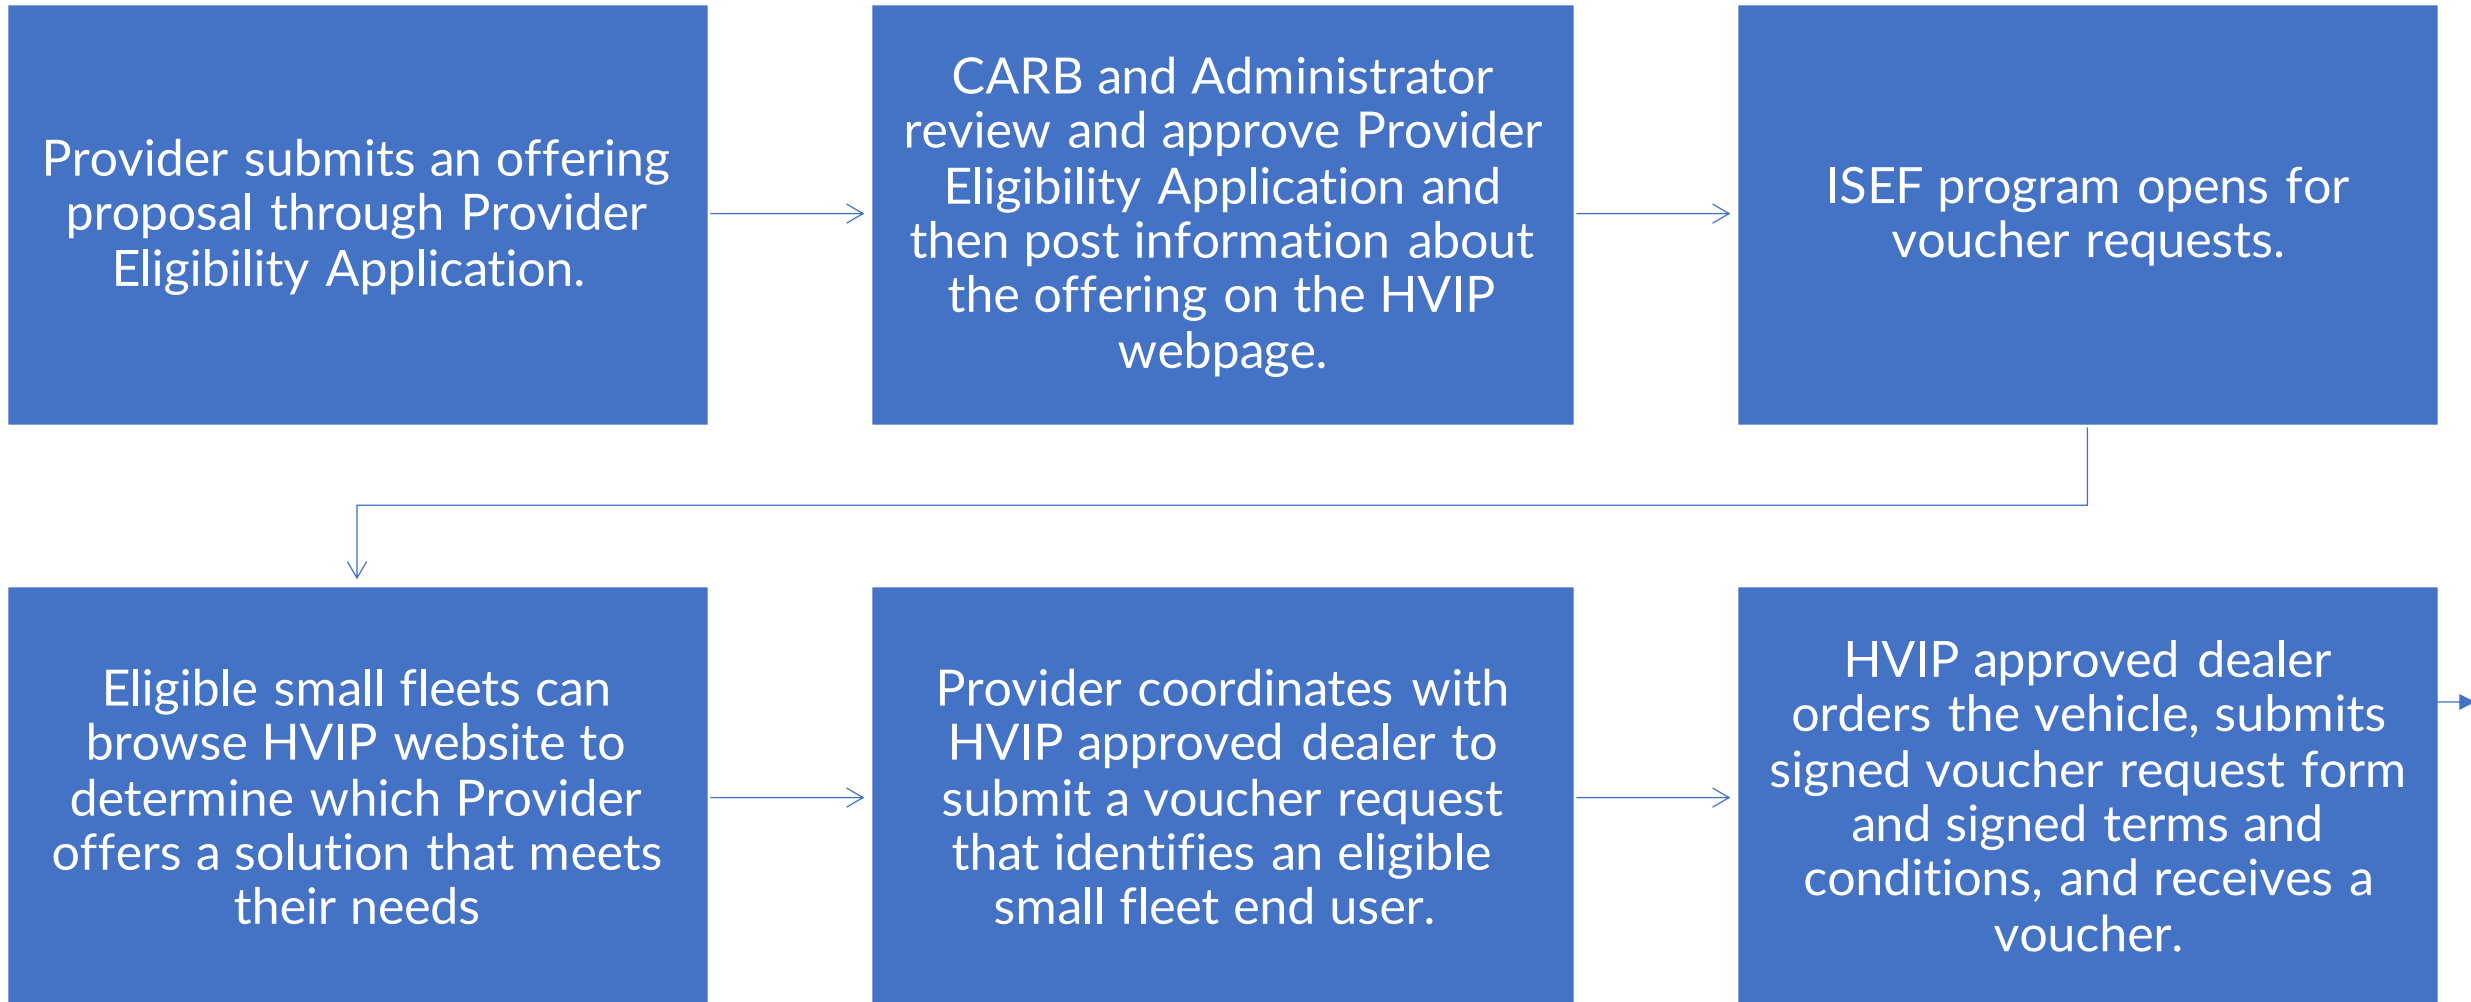 Provider submits an offering
proposal through Provider
Eligibility Application.
CARB and Administrator
review and approve Provider
Eligibility Application and
then post information about
the offering on the HVIP
webpage.
ISEF program opens for
voucher requests.
Eligible small fleets can
browse HVIP website to
determine which Provider
offers a solution that meets
their needs
Provider coordinates with
HVIP approved dealer to
submit a voucher request
that identifies an eligible
small fleet end user.
HVIP approved dealer
orders the vehicle, submits
signed voucher request form
and signed terms and
conditions, and receives a
voucher.